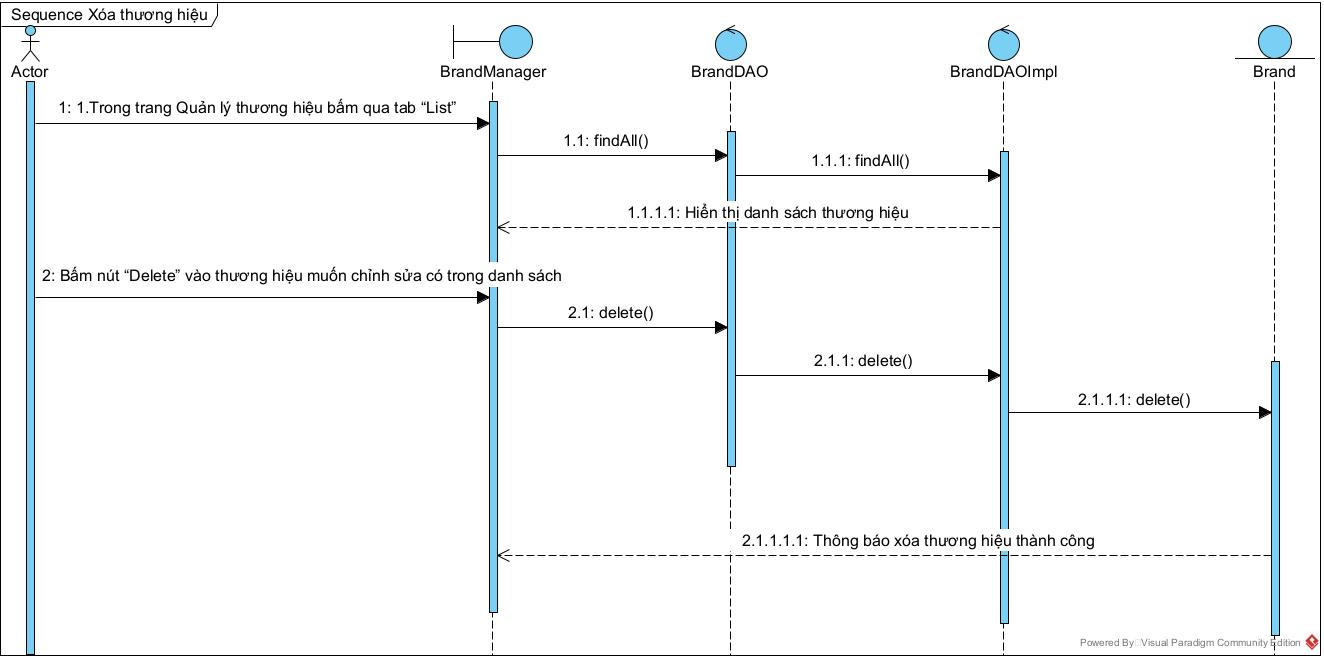 Sequence Xóa thương hiệu
Actor
BrandManager
BrandDAO
BrandDAOImpl
Brand
1: 1.Trong trang Quản lý thương hiệu bấm qua tab “List”
1.1: findAll()
1.1.1: findAll()
1.1.1.1: Hiển thị danh sách thương hiệu
2: Bấm nút “Delete” vào thương hiệu muốn chỉnh sửa có trong danh sách
2.1: delete()
2.1.1: delete()
2.1.1.1: delete()
2.1.1.1.1: Thông báo xóa thương hiệu thành công
Powered By Visual Paradigm Community Edition